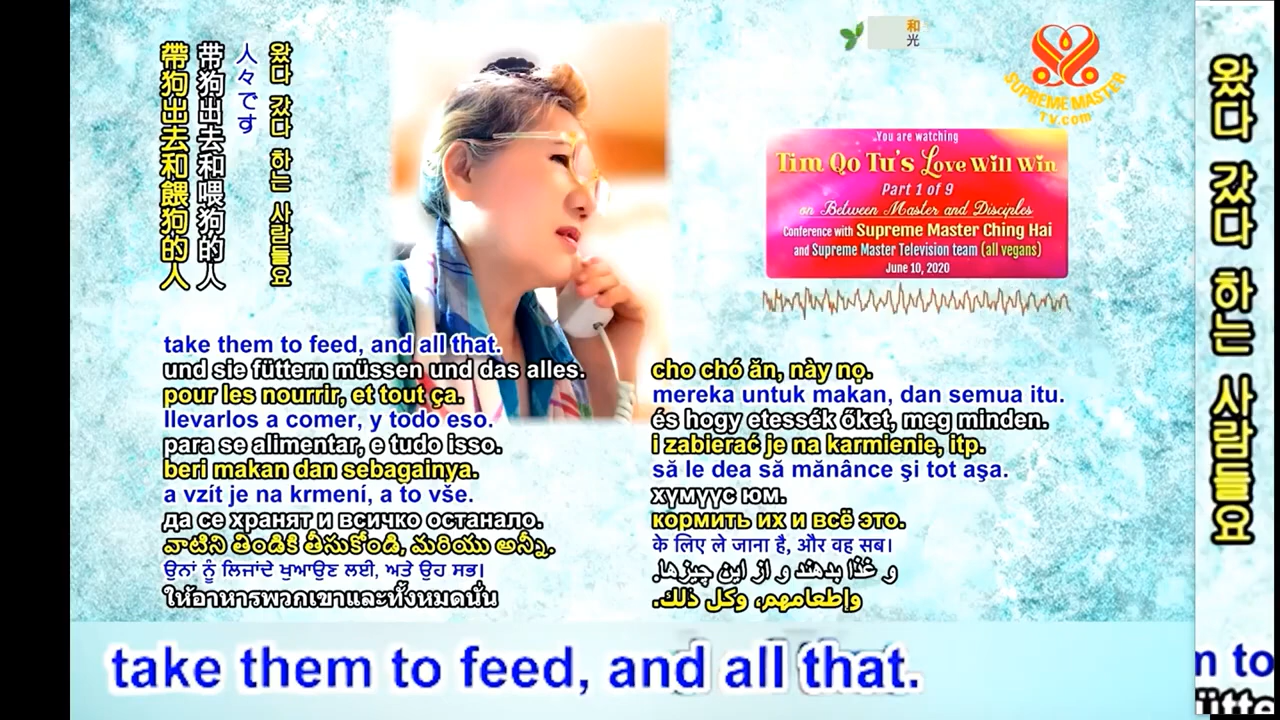 帶狗出去和餵狗的人
带狗出去和喂狗的人
人々です
왔다 갔다 하는 사람들요
和光
SUPREME MASTER
TV.com
You are watching
Tim Qo Tu's Love Will Win
Part 1 of 9
on Between Master and Disciples
Conference with Supreme Master Ching Hai
and Supreme Master Television team (all vegans)
June 10, 2020
take them to feed, and all that.
und sie füttern müssen und das alles.
pour les nourrir, et tout ça.
llevarlos a comer, y todo eso.
para se alimentar, e tudo isso.
beri makan dan sebagainya.
a vzít je na krmení, a to vše.
да се хранят и всичко останало.
వాటిని తిండికి తీసుకోండి, మరియు అన్నీ.
ਉਨਾਂ ਨੂੰ ਲਿਜਾਂਦੇ ਖੁਆਉਣ ਲਈ, ਅਤੇ ਉਹ ਸਭ।
ให้อาหารพวกเขาและทั้งหมดนั่น
cho chó ăn, này nọ.
mereka untuk makan, dan semua itu.
és hogy etessék őket, meg minden.
i zabierać je na karmienie, itp.
să le dea să mănânce şi tot aşa.
хүмүүс юм.
кормить их и всё это.
के लिए ले जाना है, और वह सब।
و غذا بدهند و از این چیزها.
وإطعامهم، وكل ذلك.
take them to feed, and all that.
왔다 갔다 하는 사람들요